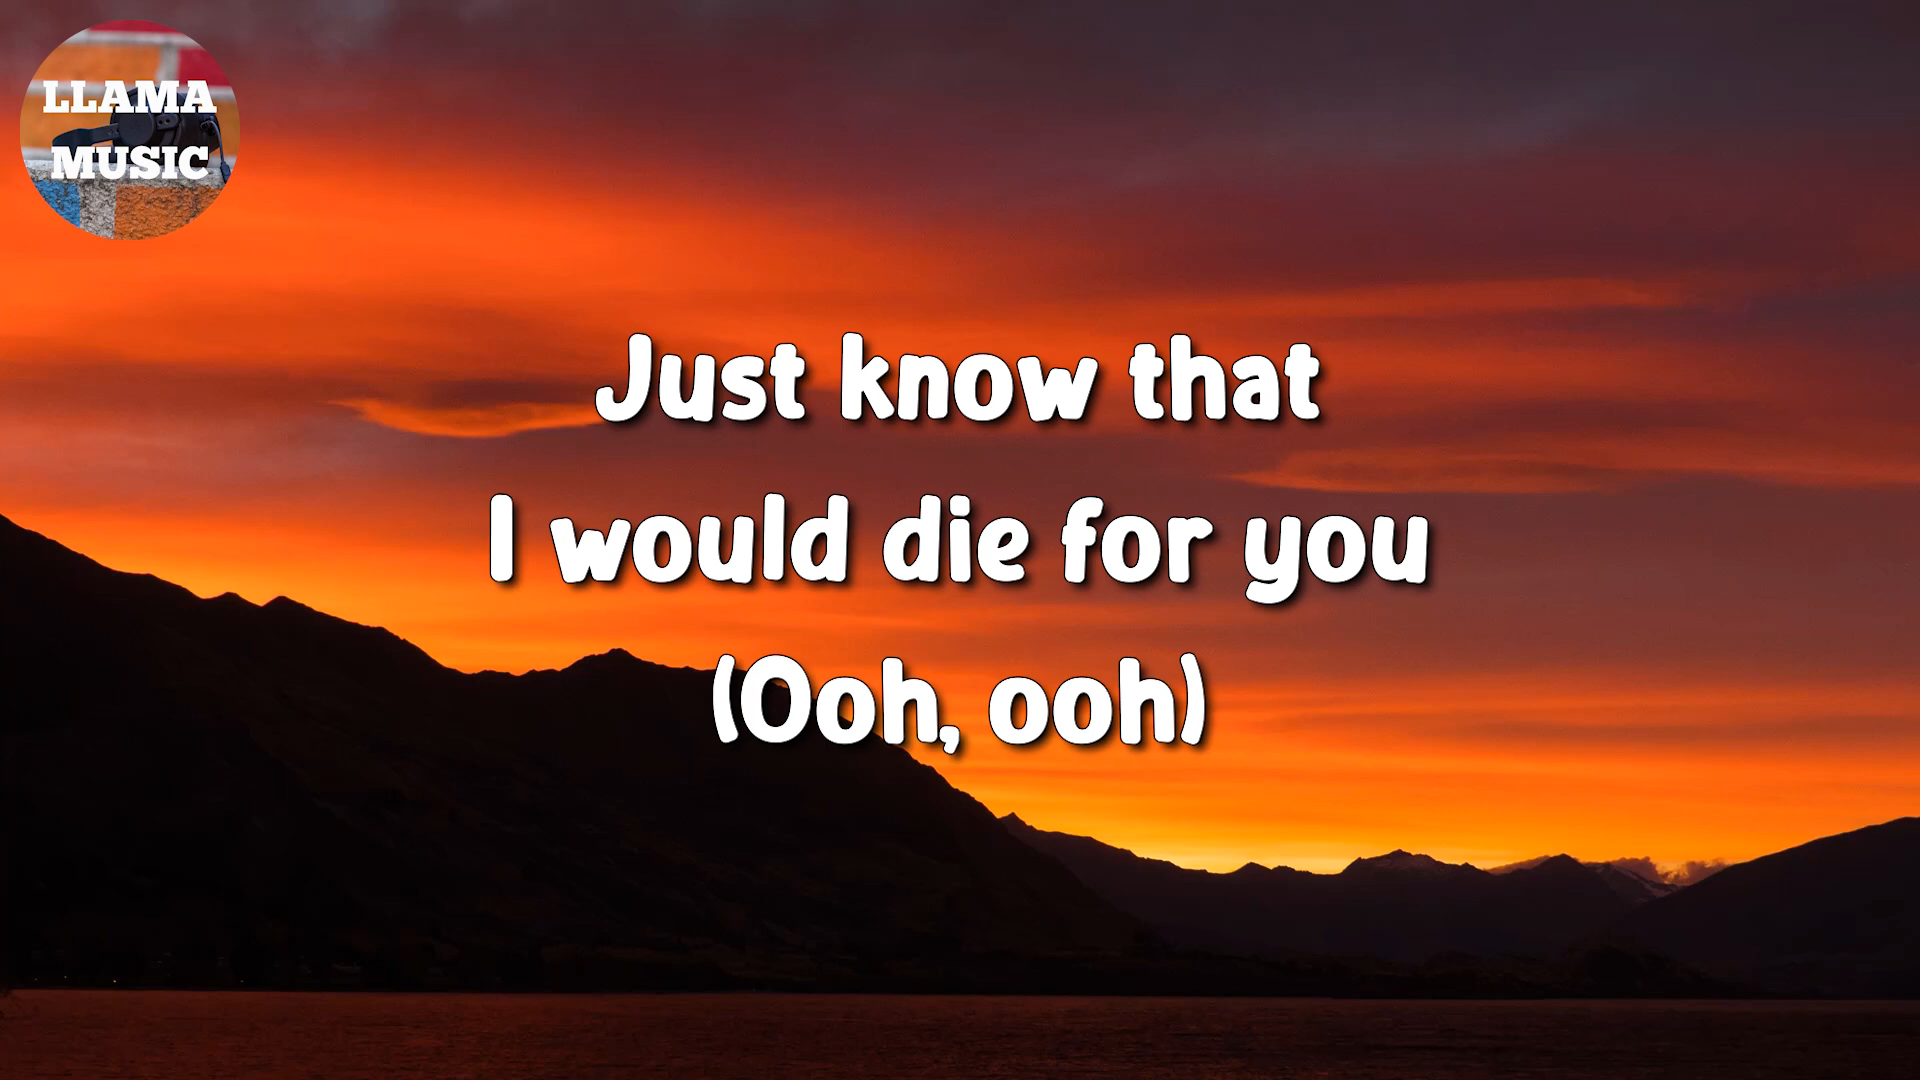 LLAMA
MUSIC
Just know that
I would die for you
(Ooh, ooh)